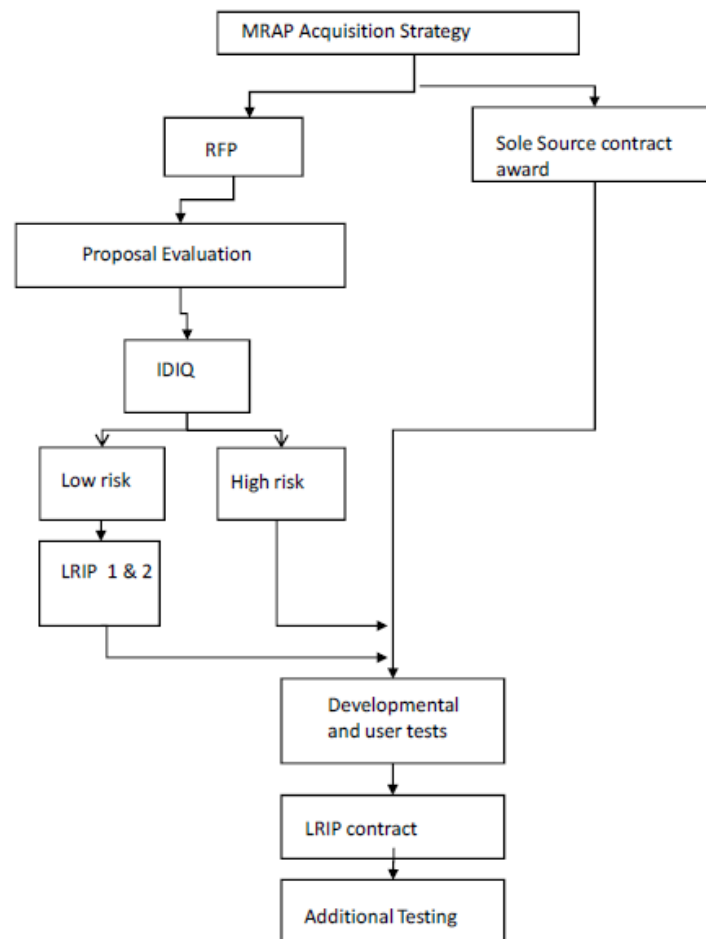 MRAP Acquisition Strategy
RFP
Sole Source contract
award
Proposal Evaluation
IDIQ
Low risk
High risk
LRIP 1 & 2
Developmental
and user tests
LRIP contract
Additional Testing